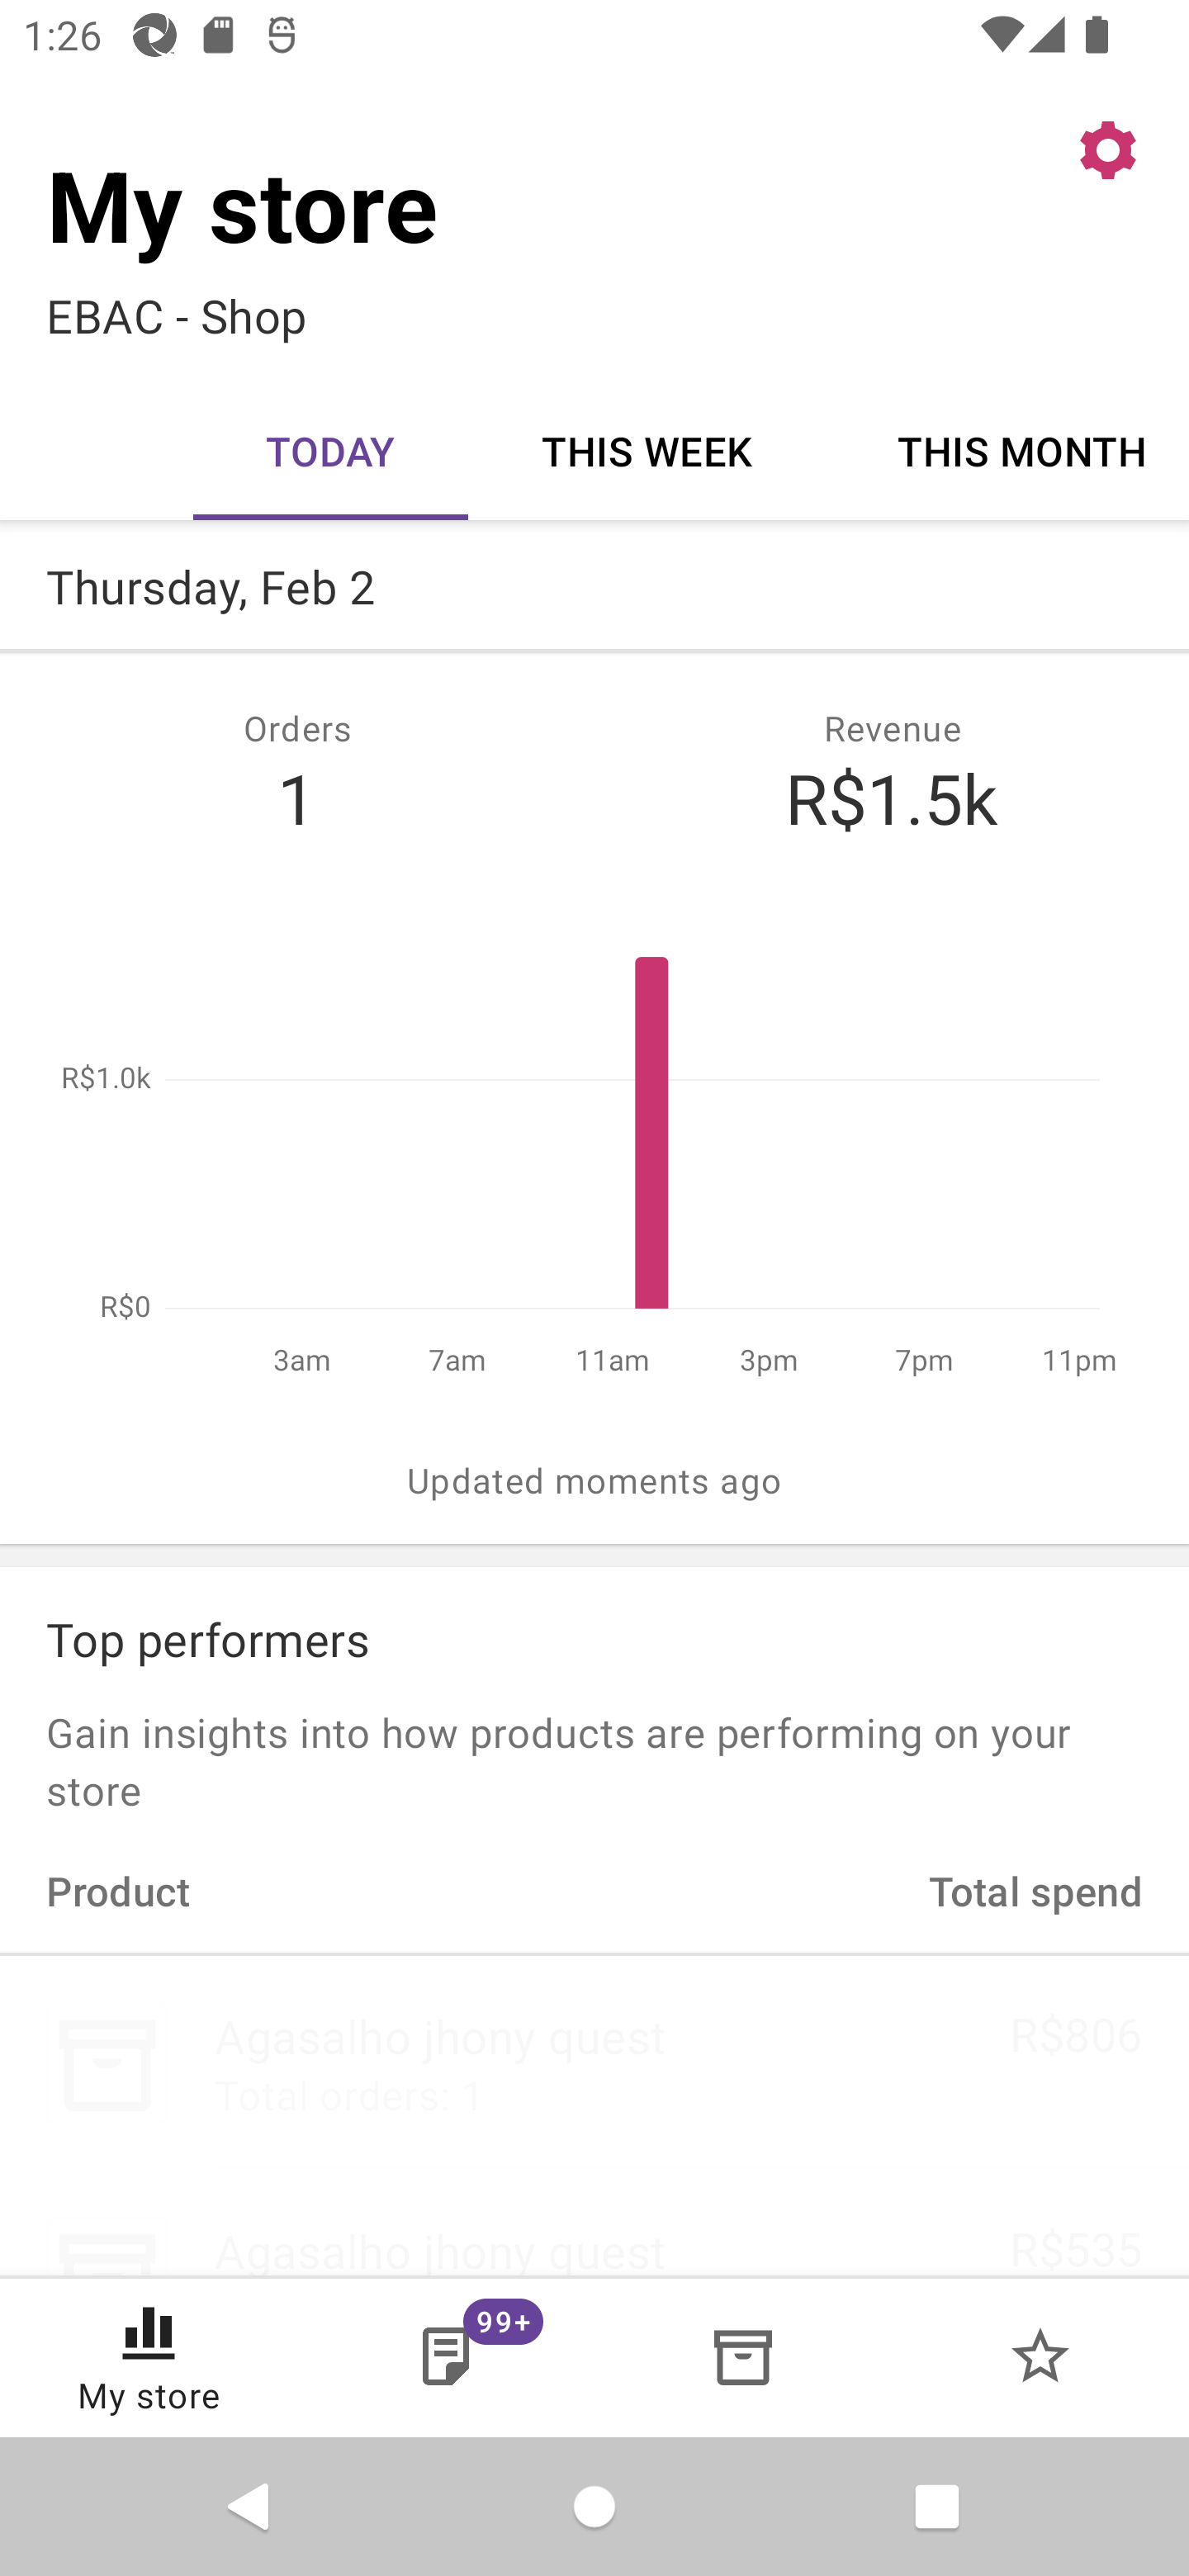 1:26
My store
EBAC - Shop
TODAY THIS WEEK THIS MONTH
Thursday, Feb 2
Orders Revenue
1 R$1.5k
R$1.0k
R$0
3am 7am 11am 3pm 7pm 11pm
Updated moments ago
Top performers
Gain insights into how products are performing on your
store
Product Total spend
Agasalho jhony quest R$806
Total orders: 1
Agasalho jhony quest R$535
99+
My store